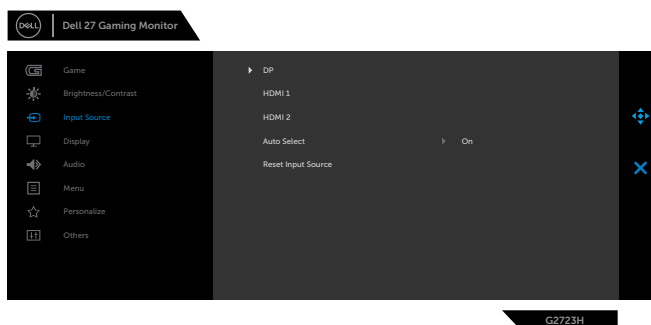 DELL Dell 27 Gaming Monitor
Game
Brightness/Contrast
Input Source
Display
Audio
Menu
Personalize
Others
DP
HDMI 1
HDMI 2
Auto Select On
Reset Input Source
G2723H